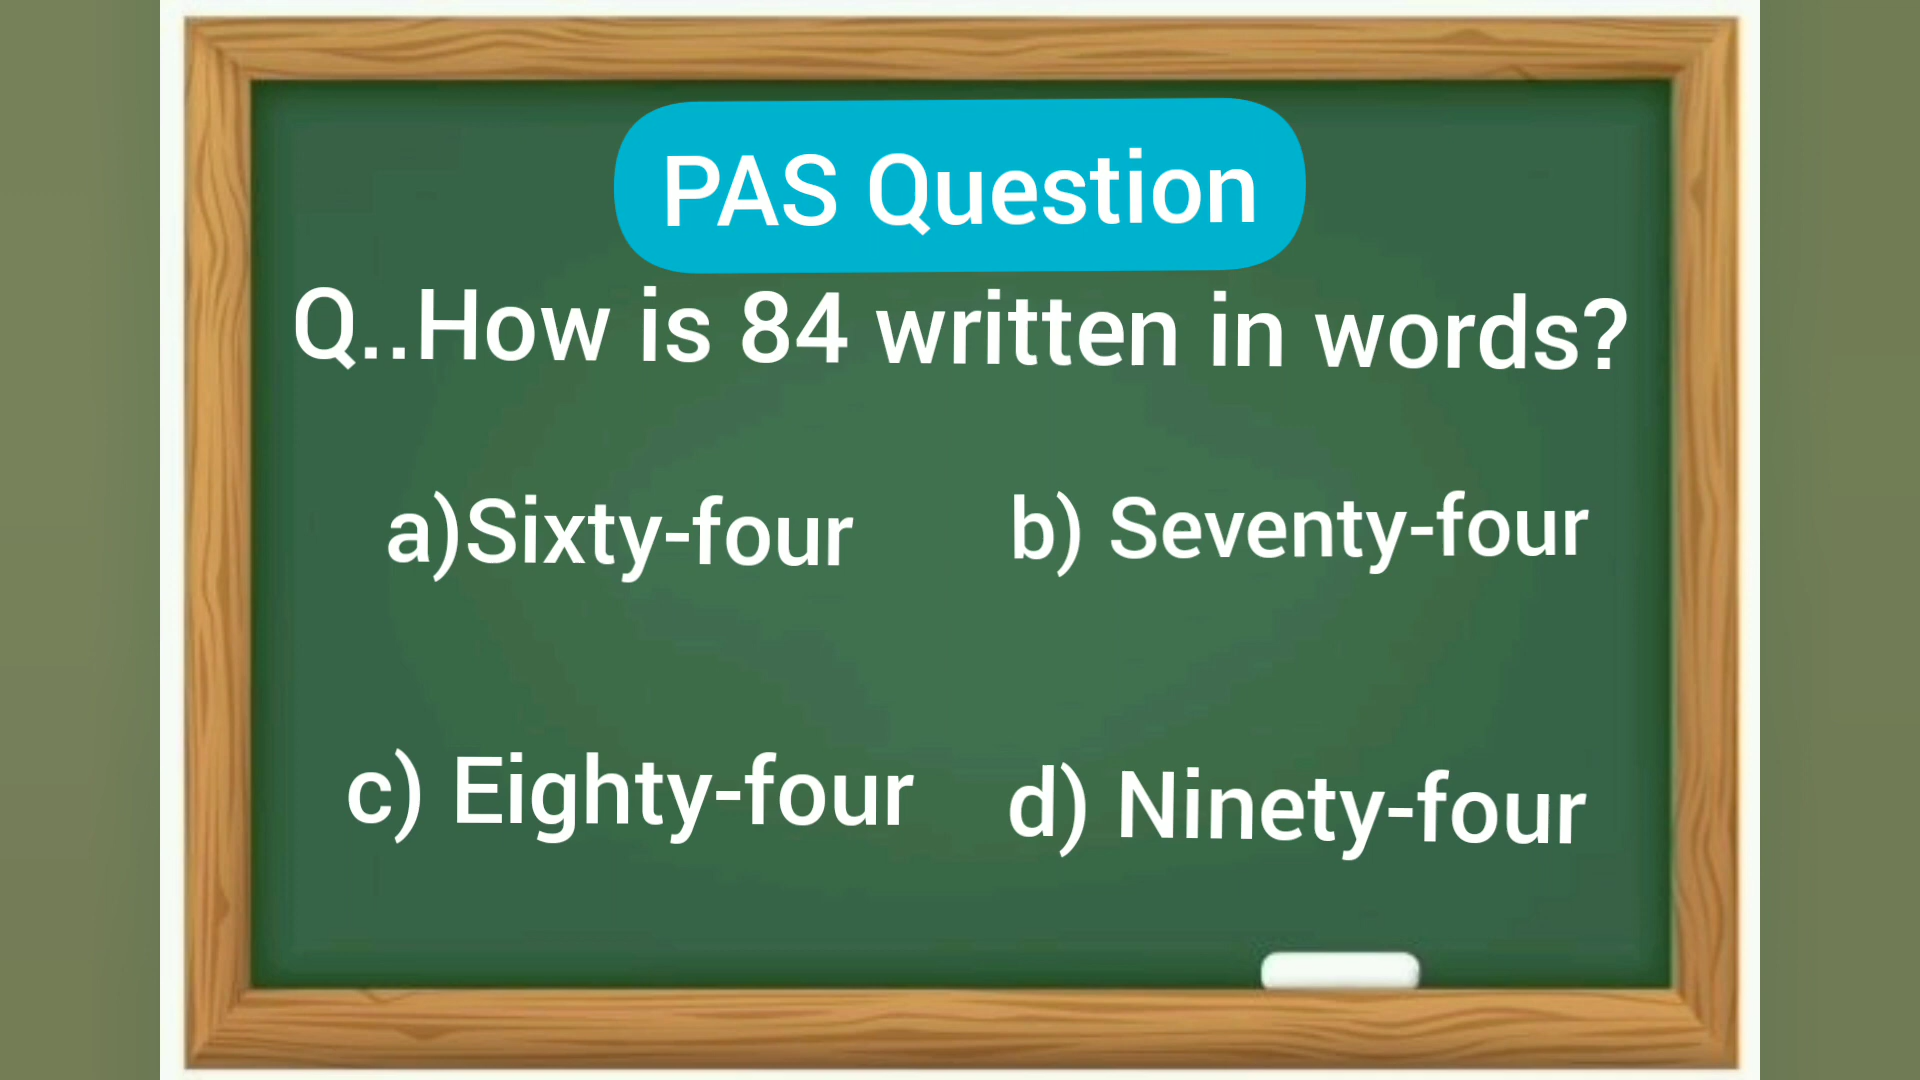 PAS Question
Q..How is 84 written in words?
a)Sixty-four b) Seventy-four
c) Eighty-four d) Ninety-four